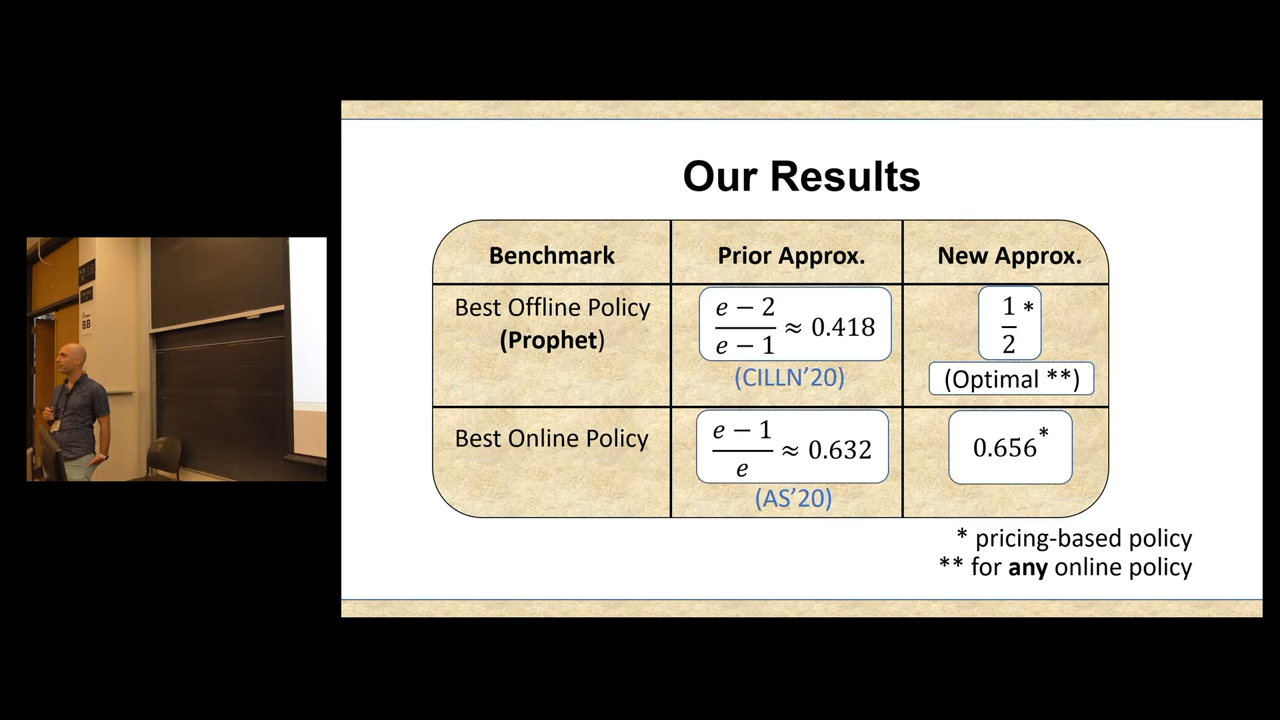 Our Results
Benchmark Prior Approx. New Approx.
Best Offline Policy
(Prophet)
e − 2 / e − 1 ≈ 0.418
(CILLN'20)
1 / 2 *
(Optimal **)
Best Online Policy
e − 1 / e ≈ 0.632
(AS'20)
0.656*
* pricing-based policy
** for any online policy
BB